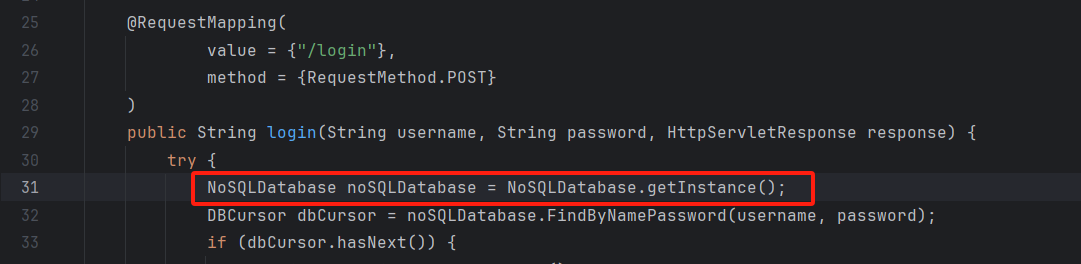 25 @RequestMapping(
26 value = {"/login"},
27 method = {RequestMethod.POST}
28 )
29 public String login(String username, String password, HttpServletResponse response) {
30 try {
31 NoSQLDatabase noSQLDatabase = NoSQLDatabase.getInstance();
32 DBCursor dbCursor = noSQLDatabase.FindByNamePassword(username, password);
33 if (dbCursor.hasNext()) {